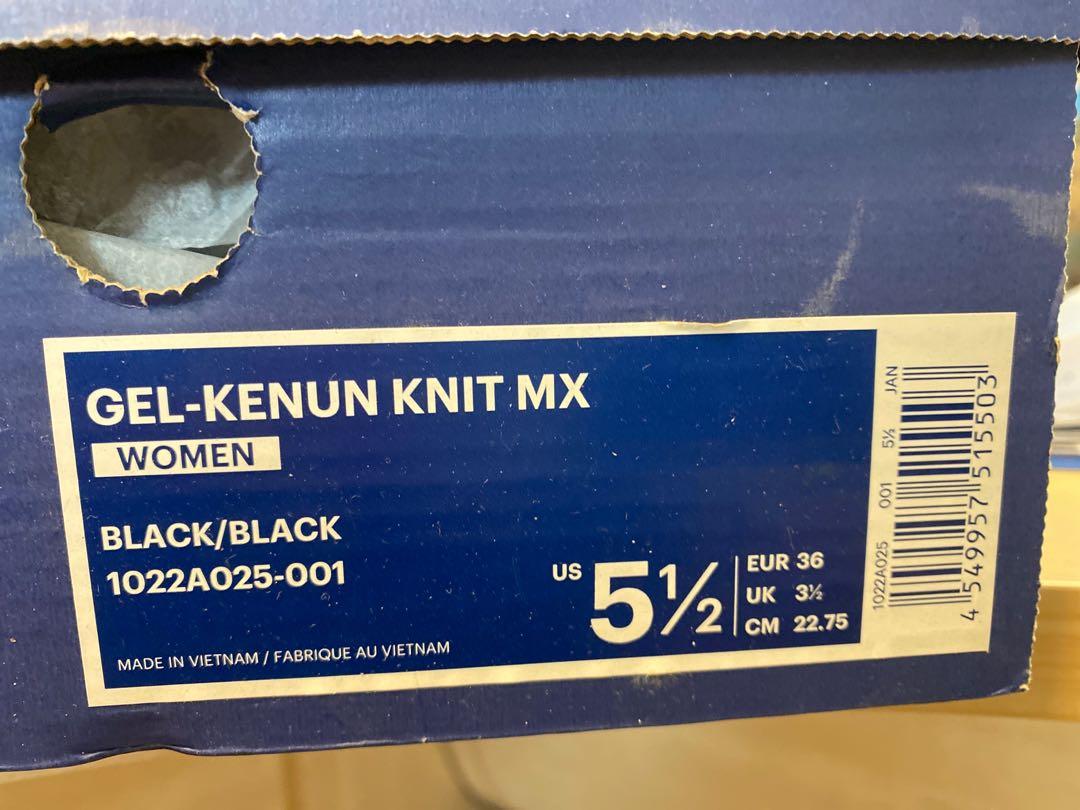 GEL-KENUN KNIT MX
WOMEN
BLACK/BLACK
1022A025-001
US 5½
EUR 36
UK 3½
CM 22.75
MADE IN VIETNAM / FABRIQUE AU VIETNAM
1022A025 001 5½ JAN
4 549957 515503